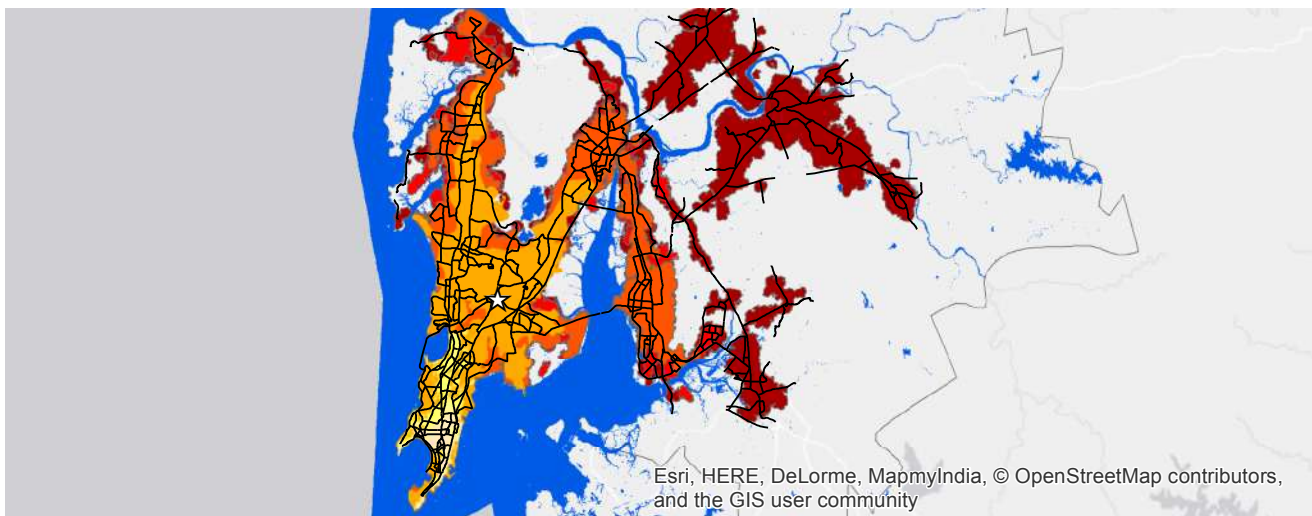 Esri, HERE, DeLorme, MapmyIndia, © OpenStreetMap contributors,
and the GIS user community